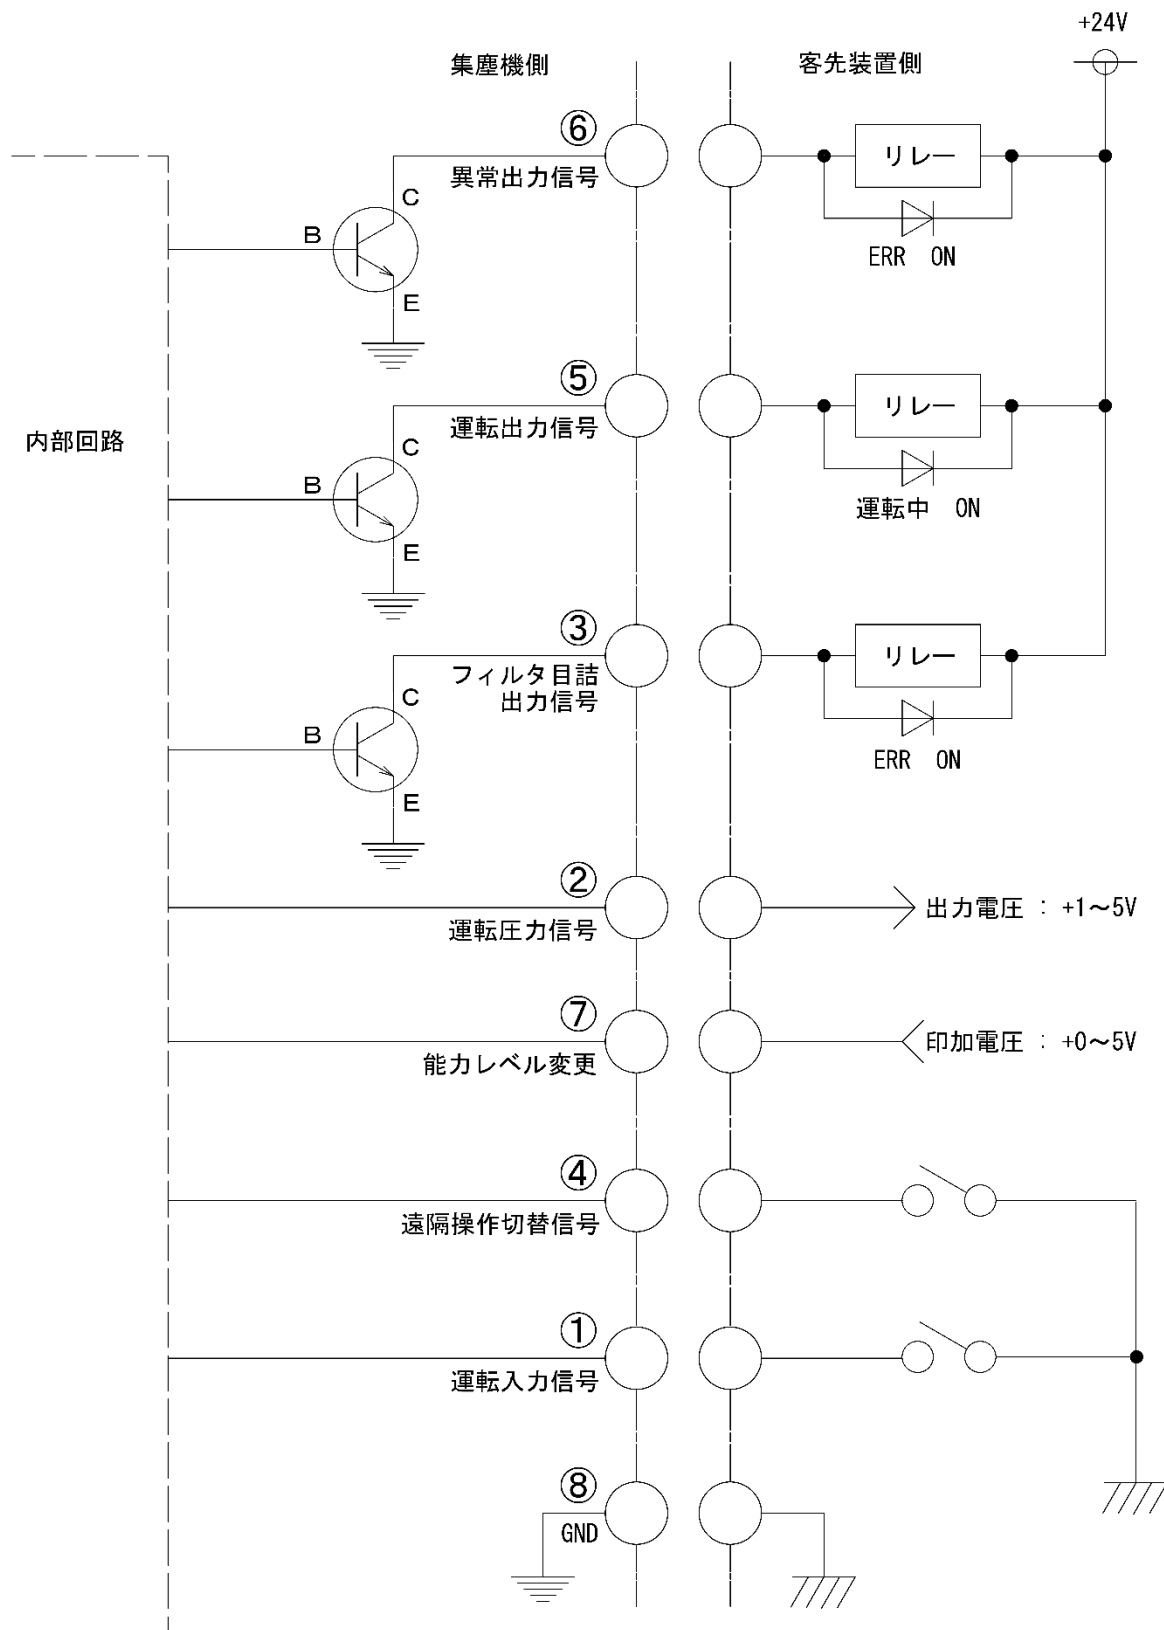 +24V
集塵機側
客先装置側
⑥
異常出力信号
リレー
C
B
E
ERR ON
⑤
運転出力信号
リレー
内部回路
C
B
E
運転中 ON
③
フィルタ目詰
出力信号
リレー
C
B
E
ERR ON
②
運転圧力信号
出力電圧 : +1～5V
⑦
能力レベル変更
印加電圧 : +0～5V
④
遠隔操作切替信号
①
運転入力信号
⑧
GND